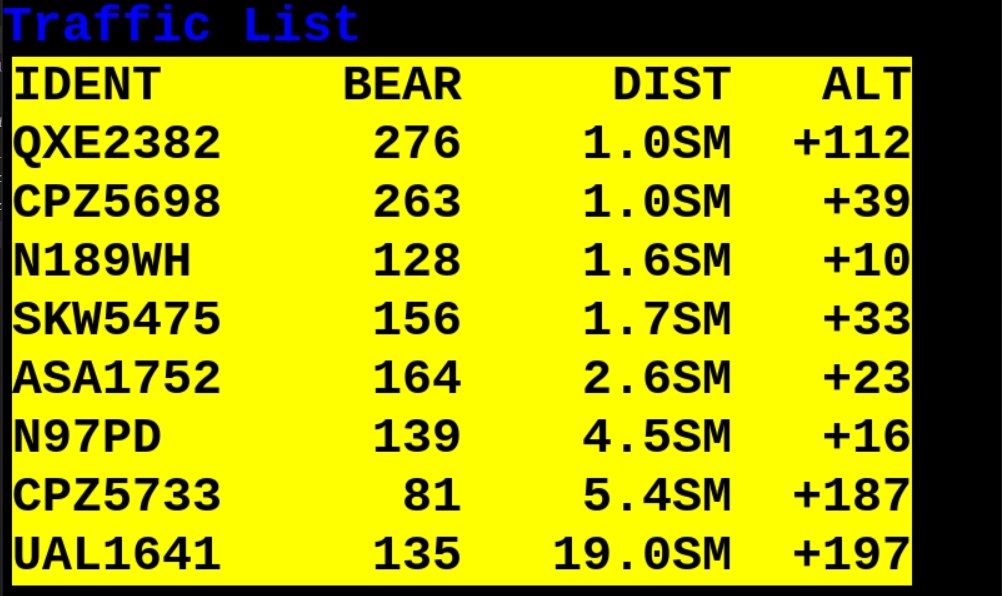 Traffic List
IDENT BEAR DIST ALT
QXE2382 276 1.0SM +112
CPZ5698 263 1.0SM +39
N189WH 128 1.6SM +10
SKW5475 156 1.7SM +33
ASA1752 164 2.6SM +23
N97PD 139 4.5SM +16
CPZ5733 81 5.4SM +187
UAL1641 135 19.0SM +197